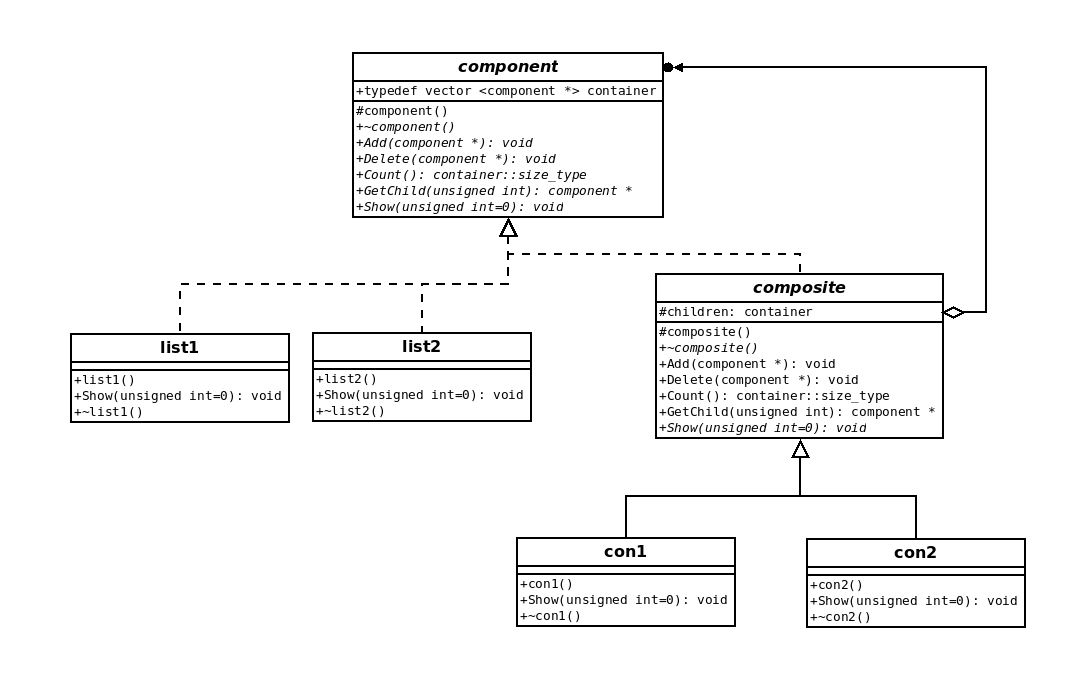 component
+typedef vector <component *> container
#component()
+~component()
+Add(component *): void
+Delete(component *): void
+Count(): container::size_type
+GetChild(unsigned int): component *
+Show(unsigned int=0): void
composite
#children: container
#composite()
+~composite()
+Add(component *): void
+Delete(component *): void
+Count(): container::size_type
+GetChild(unsigned int): component *
+Show(unsigned int=0): void
list1
+list1()
+Show(unsigned int=0): void
+~list1()
list2
+list2()
+Show(unsigned int=0): void
+~list2()
con1
+con1()
+Show(unsigned int=0): void
+~con1()
con2
+con2()
+Show(unsigned int=0): void
+~con2()